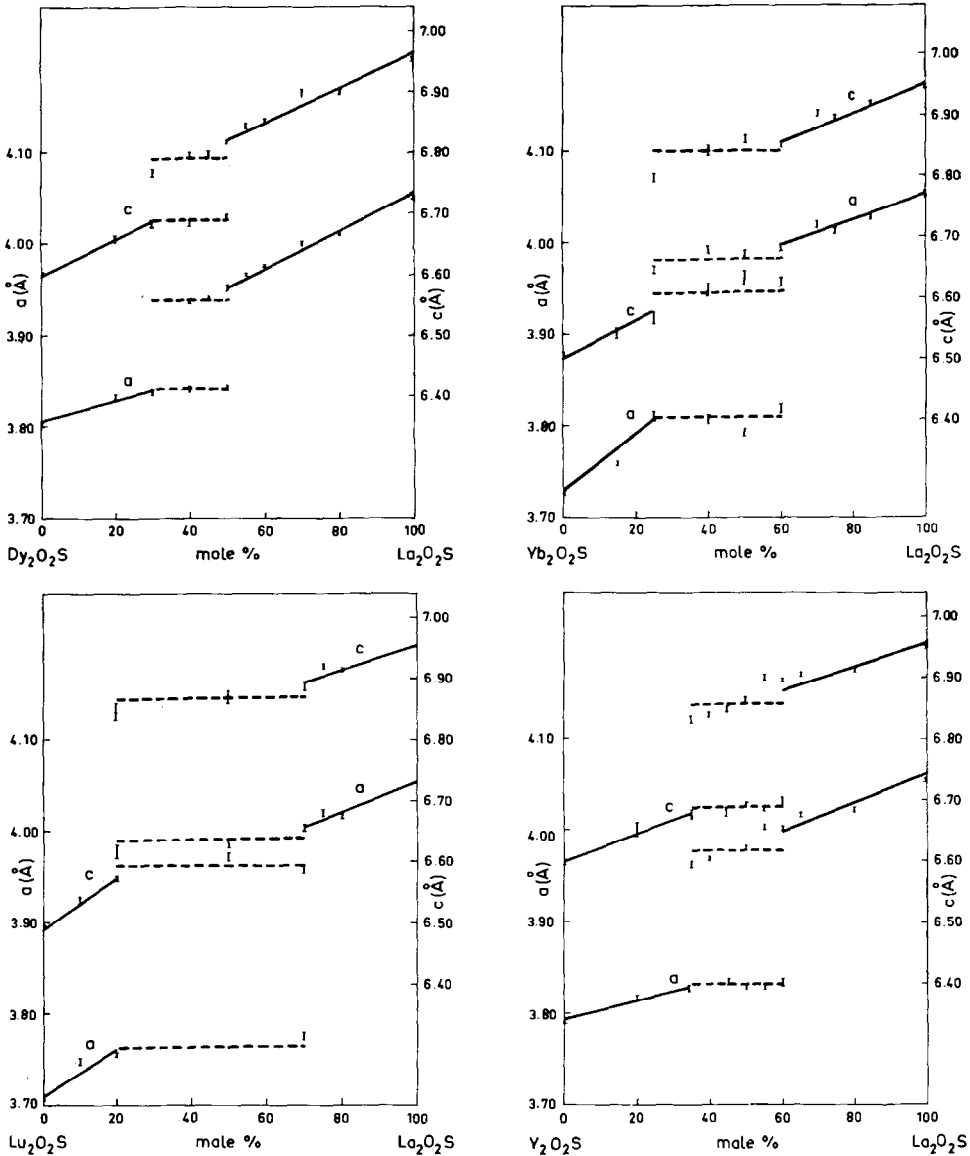 7.00
6.90
4.10
6.80
c
6.70
4.00
a (Å)
6.60
c (Å)
3.90
6.50
a
6.40
3.80
3.70
0 20 40 60 80 100
Dy2O2S mole % La2O2S
7.00
c
6.90
4.10
6.80
a
6.70
4.00
a (Å)
6.60
c
c (Å)
3.90
6.50
a
6.40
3.80
3.70
0 20 40 60 80 100
Yb2O2S mole % La2O2S
7.00
c
6.90
6.80
4.10
a
6.70
4.00
a (Å)
6.60
c
c (Å)
3.90
6.50
6.40
3.80
a
3.70
0 20 40 60 80 100
Lu2O2S mole % La2O2S
7.00
6.90
6.80
4.10
c
6.70
4.00
a (Å)
6.60
c (Å)
3.90
6.50
a
6.40
3.80
3.70
0 20 40 60 80 100
Y2O2S mole % La2O2S